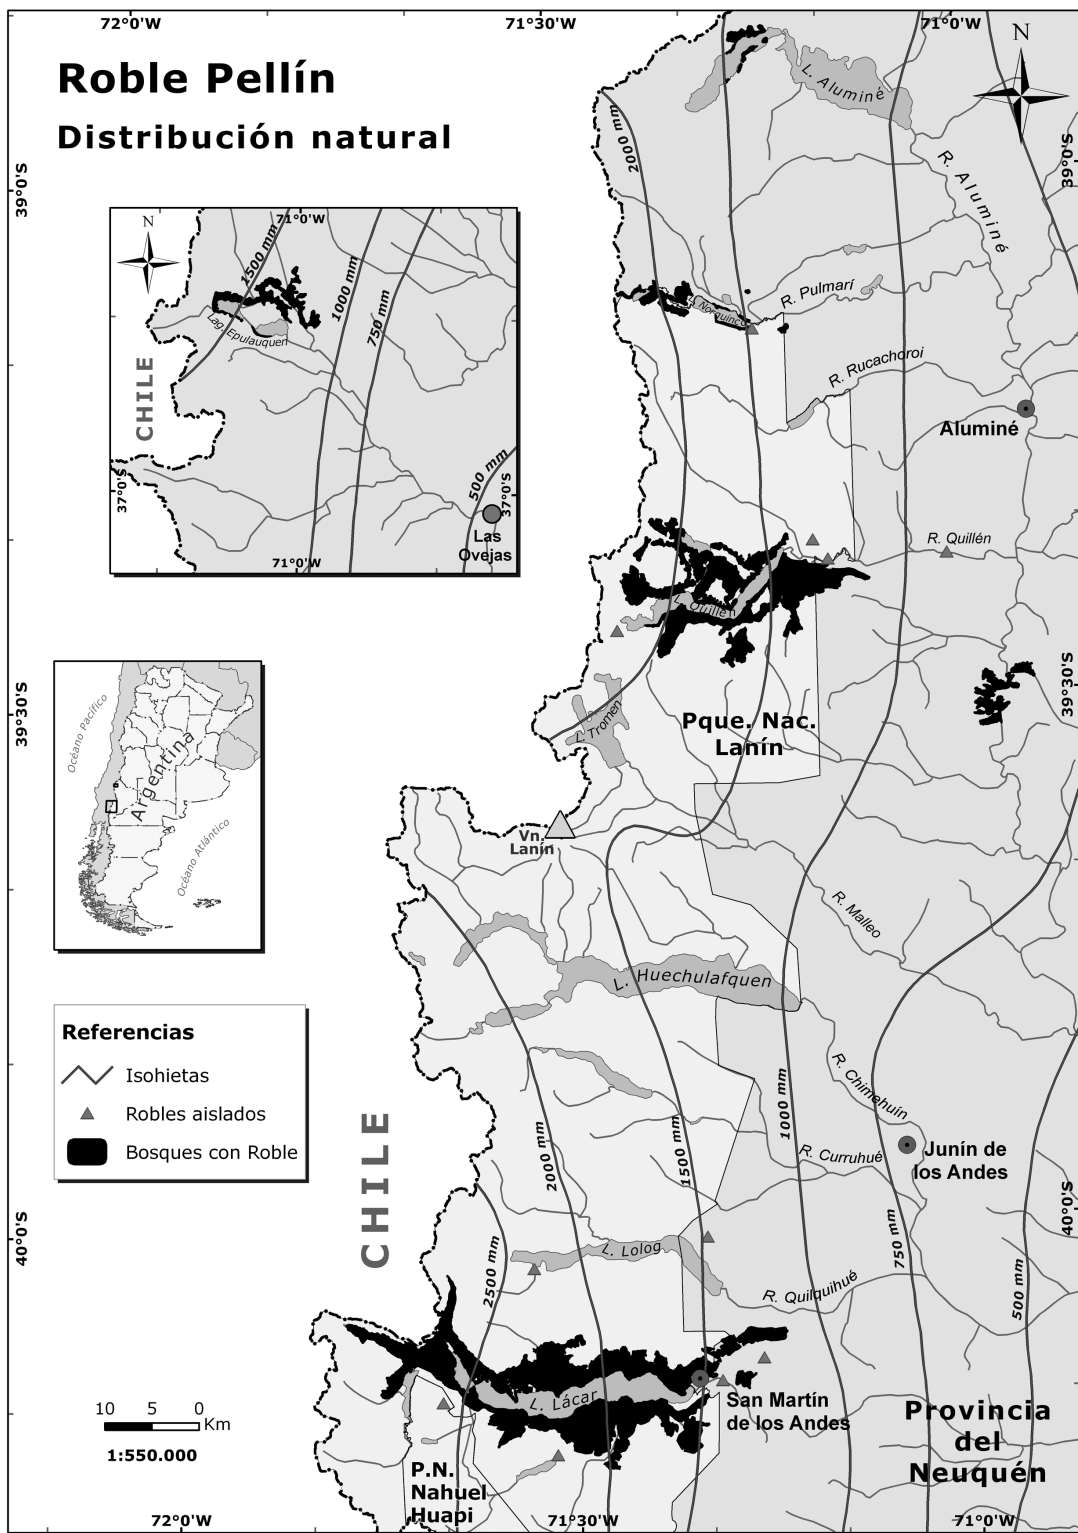 72°0'W
71°30'W
71°0'W
N
Roble Pellín
Distribución natural
L. Aluminé
2000 mm
R. Aluminé
39°0'S
39°0'S
71°0'W
N
1500 mm
1000 mm
750 mm
Lag. Epulauquen
CHILE
37°0'S
500 mm
37°0'S
Las
Ovejas
71°0'W
R. Pulmarí
L. Ñorquinco
R. Rucachoroi
Aluminé
R. Quillén
L. Quillén
39°30'S
39°30'S
L. Tromen
Pque. Nac.
Lanín
Océano Pacífico
Argentina
Océano Atlántico
Vn.
Lanín
R. Malleo
L. Huechulafquen
Referencias
Isohietas
Robles aislados
Bosques con Roble
R. Chimehuín
CHILE
2000 mm
1500 mm
1000 mm
R. Curruhué
Junín de
los Andes
40°0'S
40°0'S
2500 mm
L. Lolog
750 mm
500 mm
R. Quilquihué
L. Lácar
San Martín
de los Andes
10 5 0
Km
1:550.000
Provincia
del
Neuquén
P.N.
Nahuel
Huapi
72°0'W
71°30'W
71°0'W